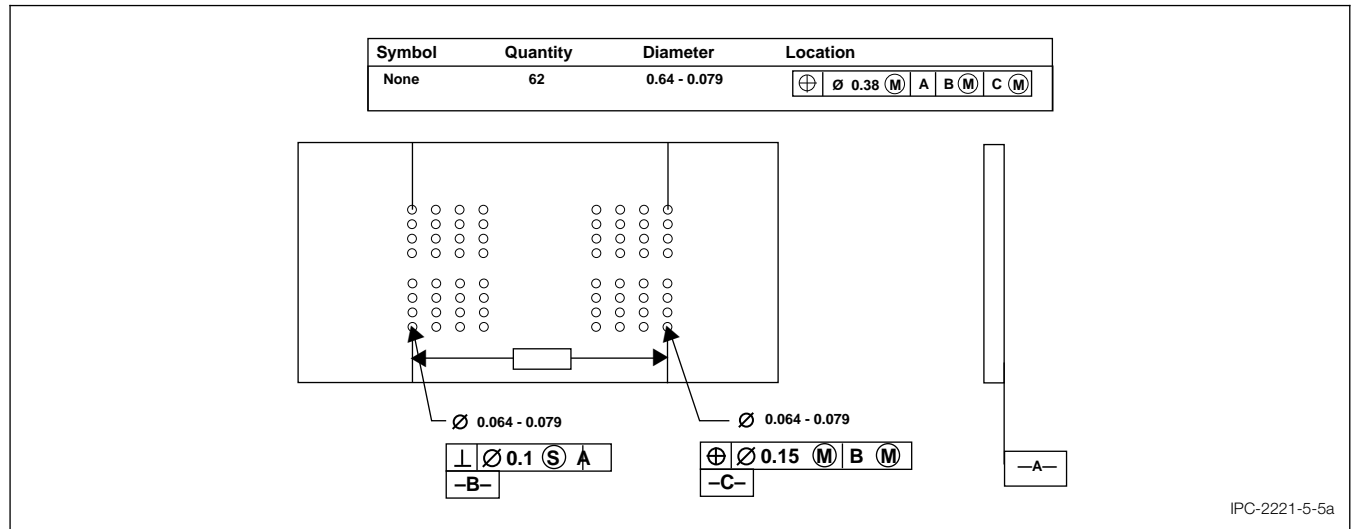 Symbol Quantity Diameter Location
None 62 0.64 - 0.079 ⌖ Ø 0.38 Ⓜ A B Ⓜ C Ⓜ
Ø 0.064 - 0.079 Ø 0.064 - 0.079
⊥ Ø 0.1 Ⓢ A ⌖ Ø 0.15 Ⓜ B Ⓜ —A—
–B– –C–
IPC-2221-5-5a